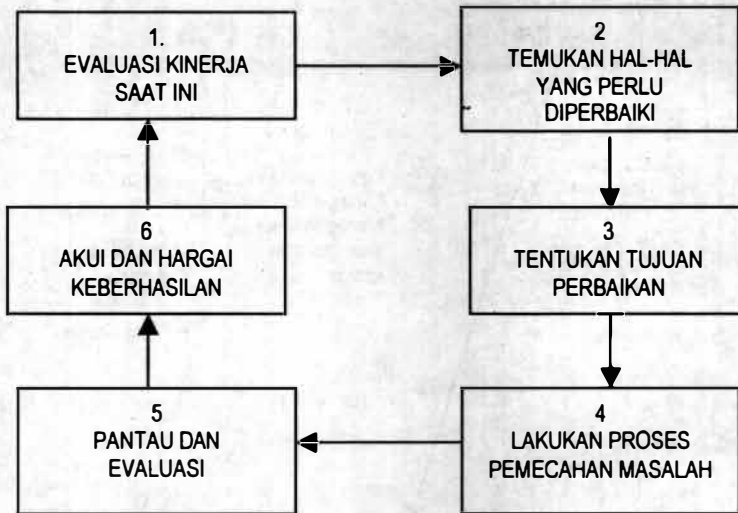 1.
EVALUASI KINERJA
SAAT INI
2
TEMUKAN HAL-HAL
YANG PERLU
DIPERBAIKI
3
TENTUKAN TUJUAN
PERBAIKAN
4
LAKUKAN PROSES
PEMECAHAN MASALAH
5
PANTAU DAN
EVALUASI
6
AKUI DAN HARGAI
KEBERHASILAN